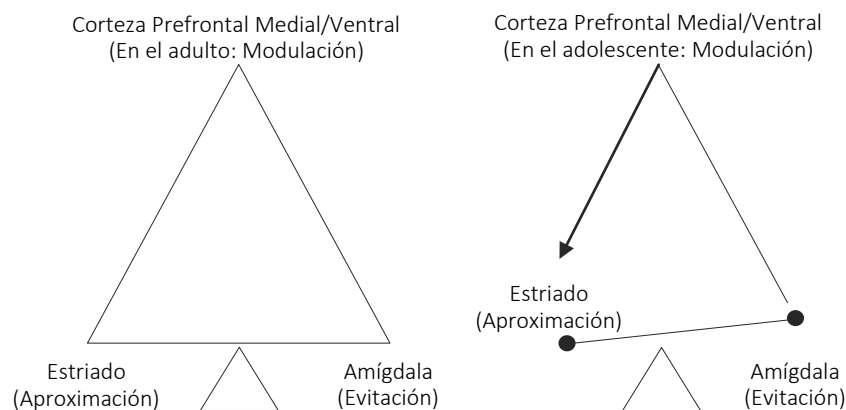 Corteza Prefrontal Medial/Ventral
(En el adulto: Modulación)
Estriado
(Aproximación)
Amígdala
(Evitación)
Corteza Prefrontal Medial/Ventral
(En el adolescente: Modulación)
Estriado
(Aproximación)
Amígdala
(Evitación)